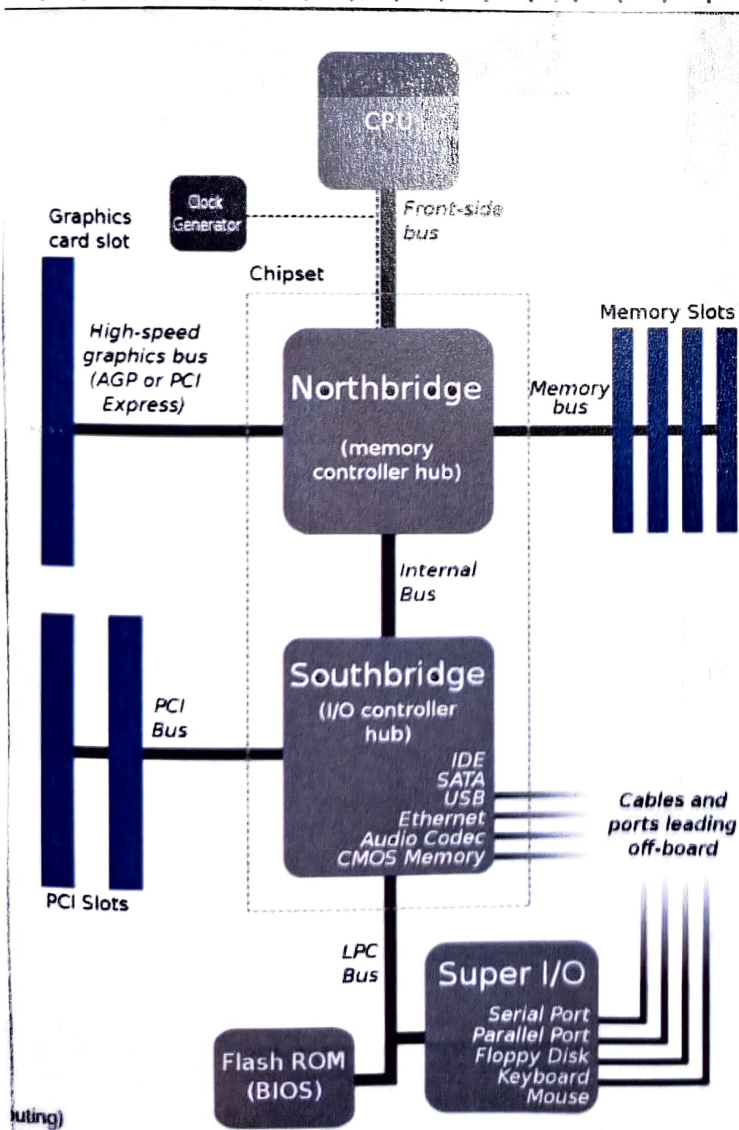 CPU
Clock
Generator
Front-side
bus
Graphics
card slot
Chipset
High-speed
graphics bus
(AGP or PCI
Express)
Northbridge
(memory
controller hub)
Memory Slots
Memory
bus
Internal
Bus
Southbridge
(I/O controller
hub)
PCI
Bus
IDE
SATA
USB
Ethernet
Audio Codec
CMOS Memory
Cables and
ports leading
off-board
PCI Slots
LPC
Bus
Super I/O
Serial Port
Parallel Port
Floppy Disk
Keyboard
Mouse
Flash ROM
(BIOS)
uting)